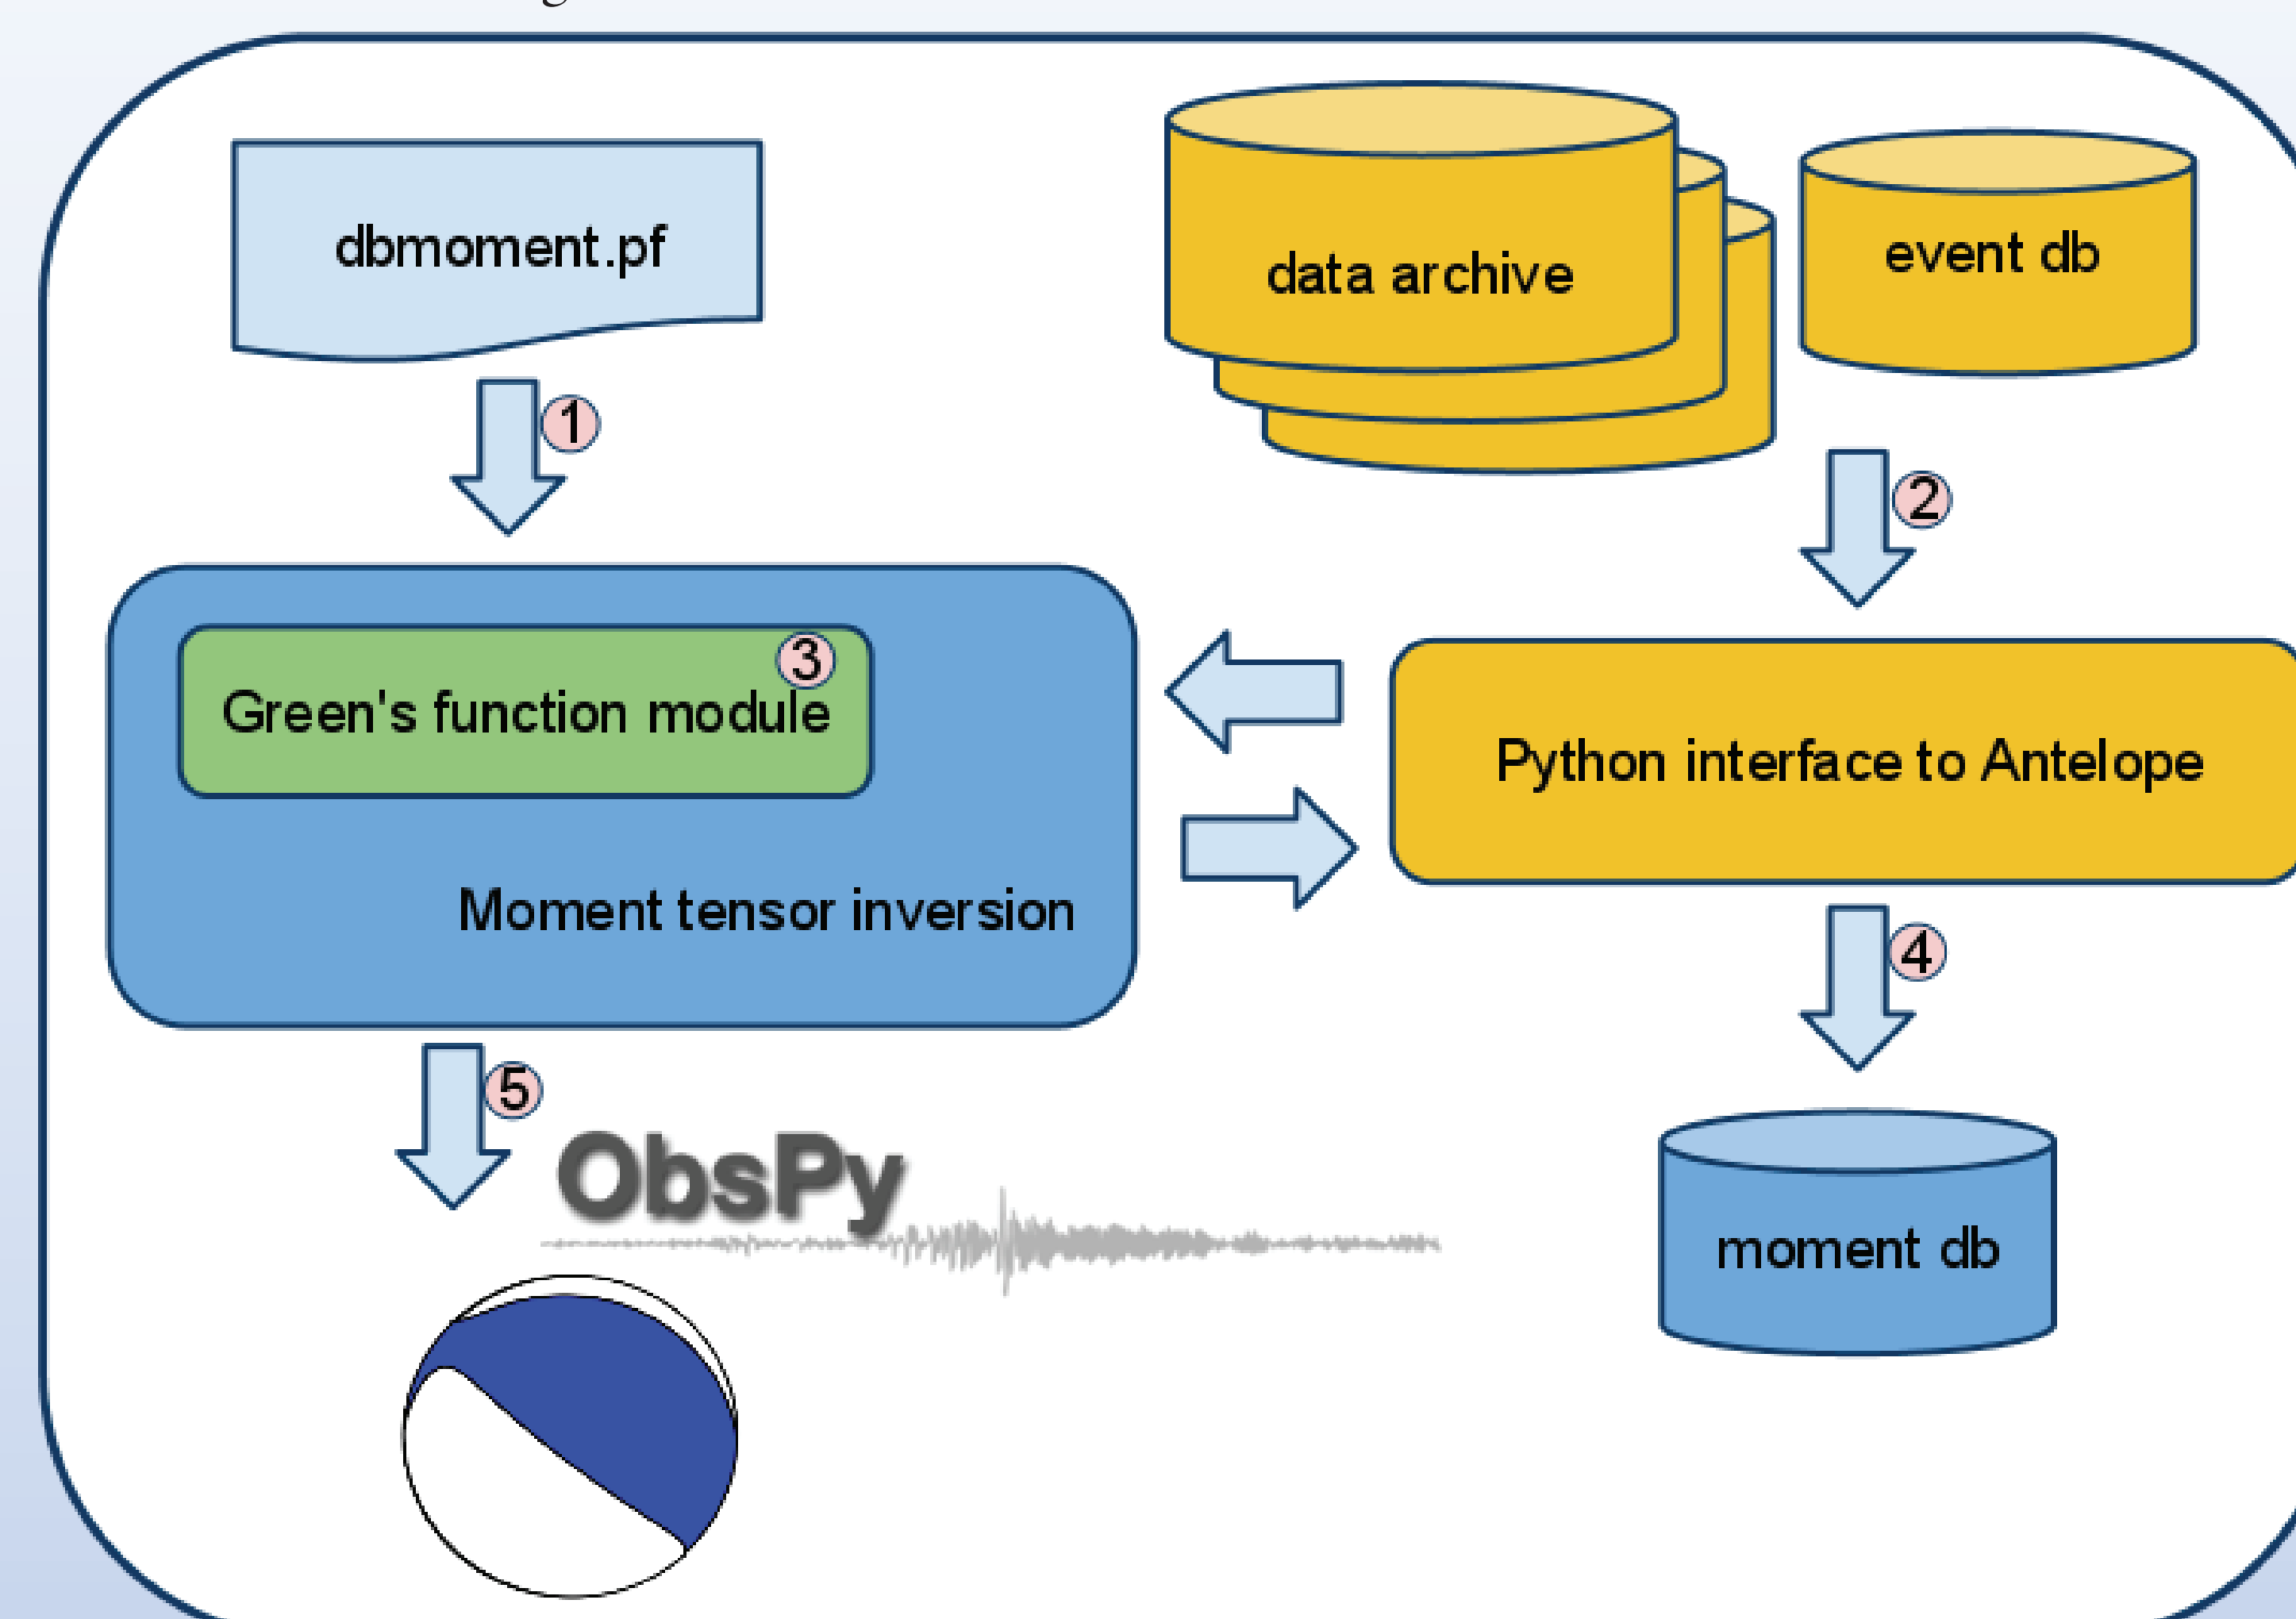 dbmoment.pf
data archive
event db
1
2
3
Green's function module
Python interface to Antelope
Moment tensor inversion
4
5
ObsPy
moment db